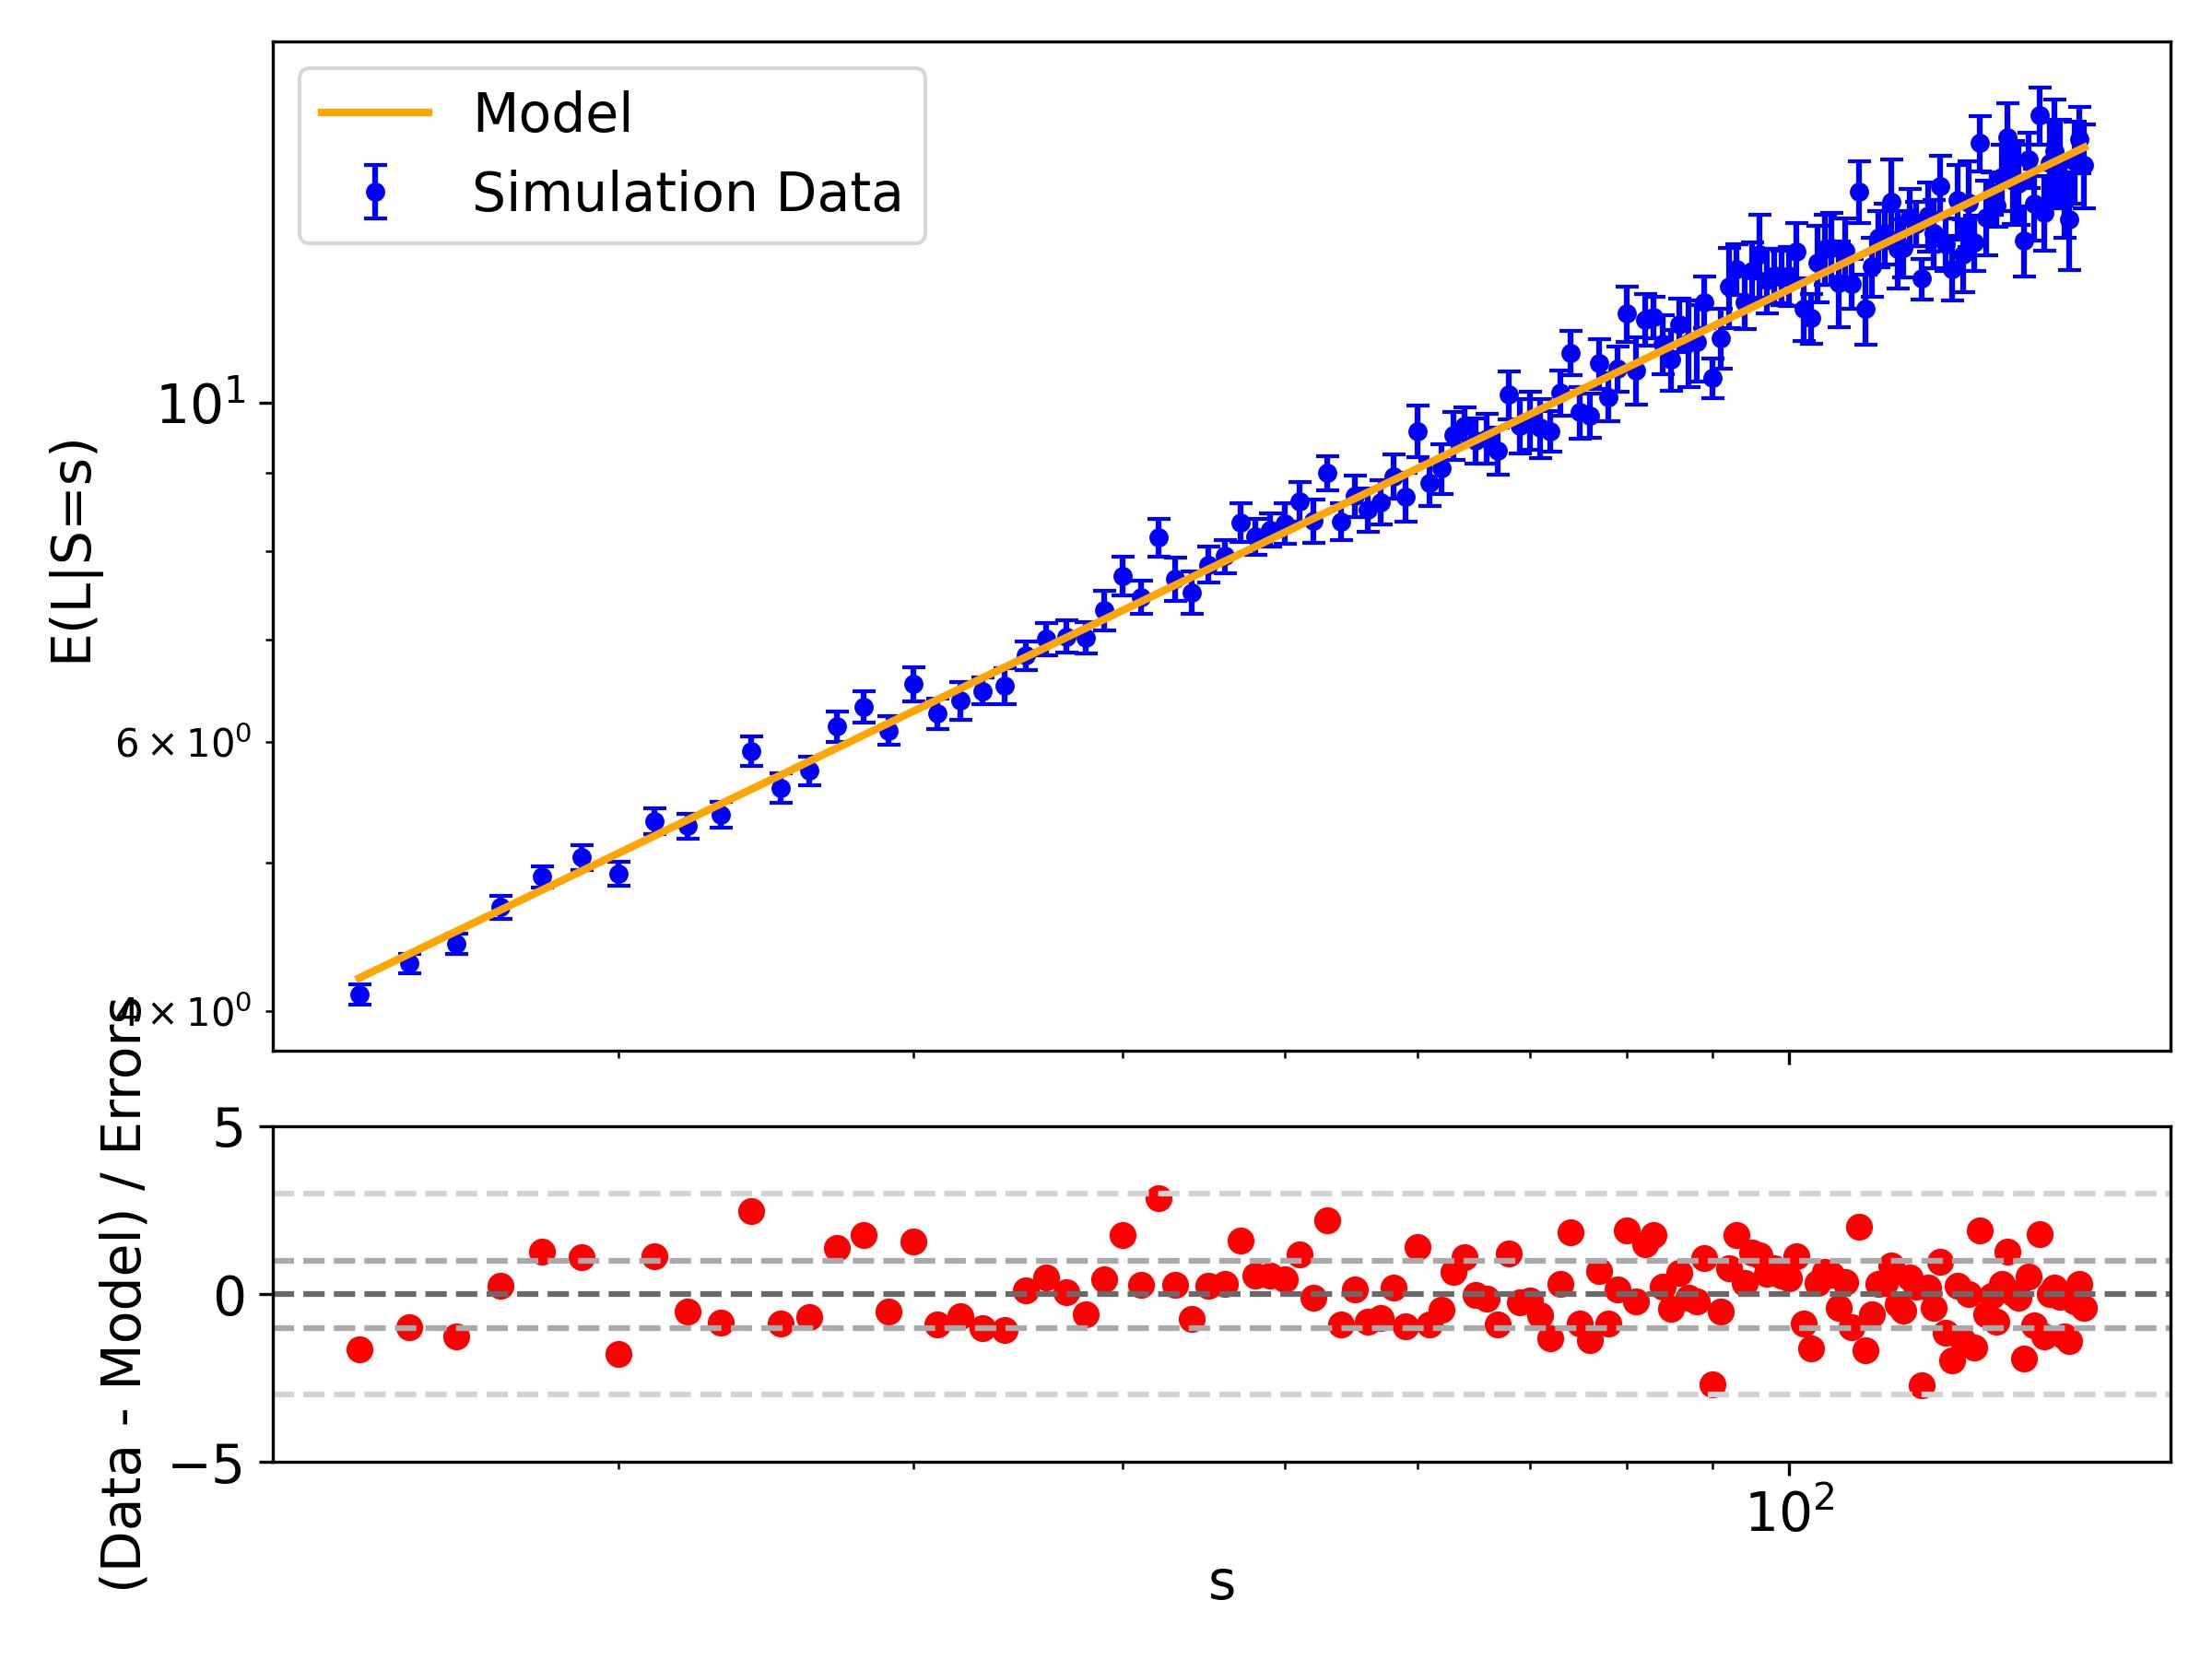 Model
Simulation Data
E(L|S=s)
10¹
6 × 10⁰
4 × 10⁰
(Data - Model) / Errors
5
0
−5
10²
s